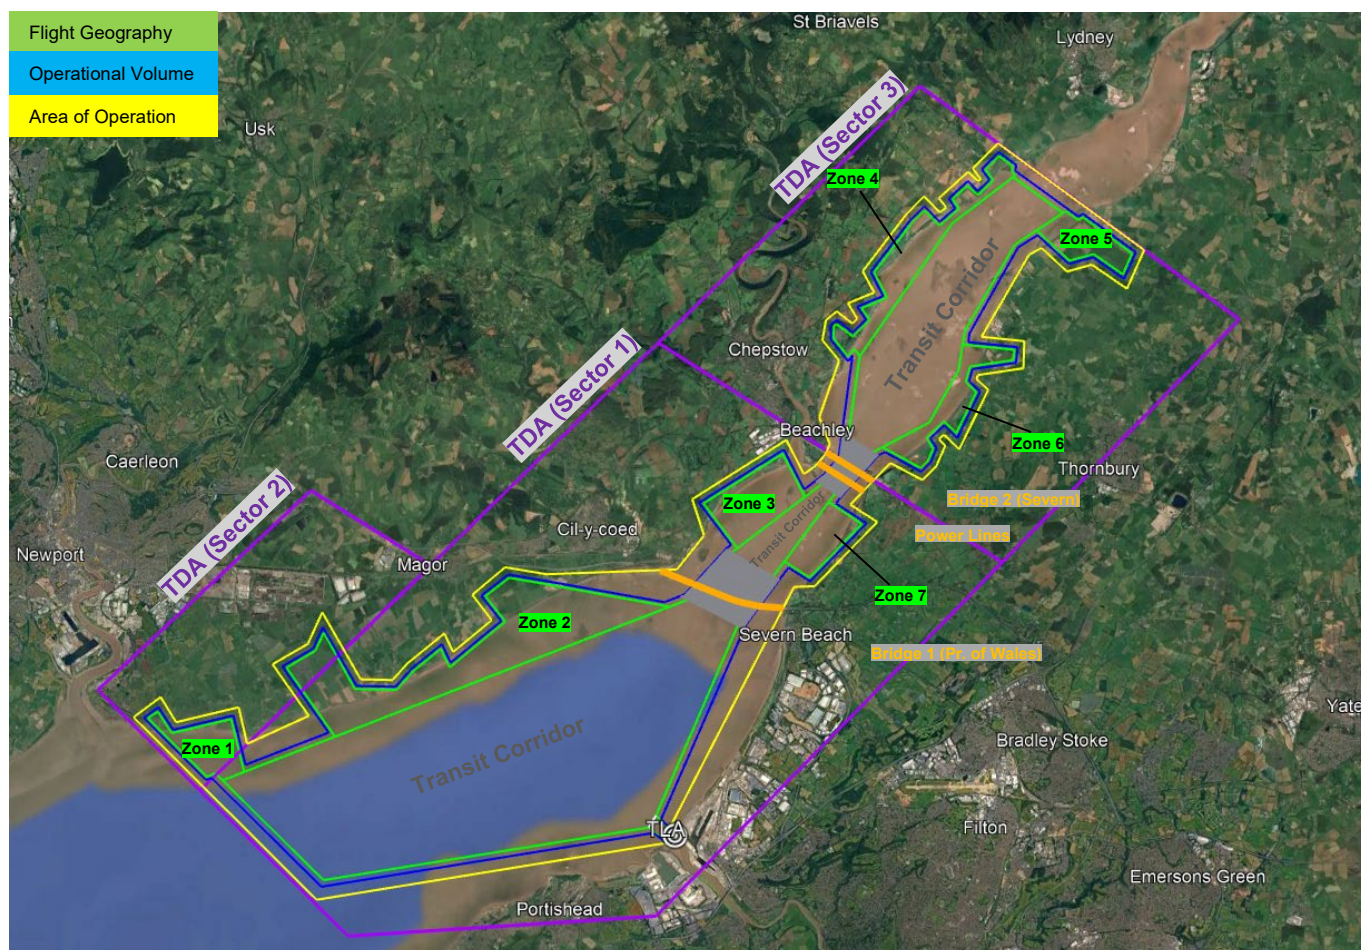 Flight Geography
Operational Volume
Area of Operation
St Briavels
Lydney
Usk
TDA (Sector 3)
Zone 4
Zone 5
Transit Corridor
Chepstow
TDA (Sector 1)
Beachley
Zone 6
Caerleon
Thornbury
TDA (Sector 2)
Zone 3
Bridge 2 (Severn)
Transit Corridor
Cil-y-coed
Power Lines
Newport
Magor
Zone 7
Zone 2
Severn Beach
Bridge 1 (Pr. of Wales)
Yate
Zone 1
Transit Corridor
Bradley Stoke
TLA
Filton
Emersons Green
Portishead